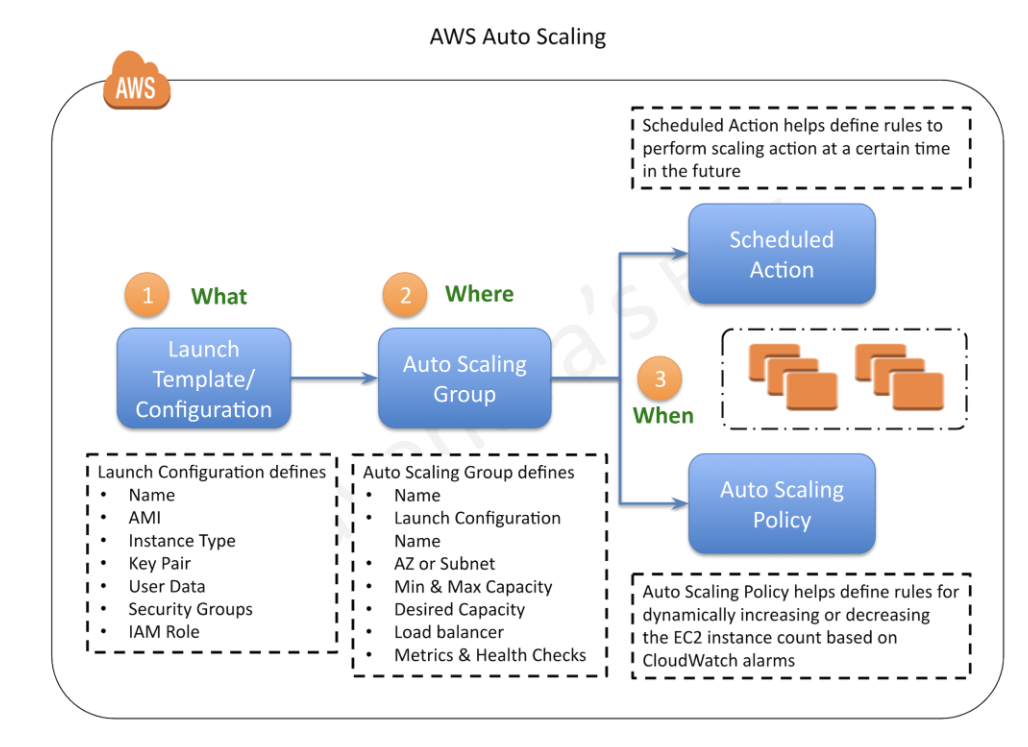 AWS Auto Scaling
AWS
Scheduled Action helps define rules to
perform scaling action at a certain time
in the future
Scheduled
Action
1
What
2
Where
Launch
Template/
Configuration
Auto Scaling
Group
3
When
Launch Configuration defines
• Name
• AMI
• Instance Type
• Key Pair
• User Data
• Security Groups
• IAM Role
Auto Scaling Group defines
• Name
• Launch Configuration
Name
• AZ or Subnet
• Min & Max Capacity
• Desired Capacity
• Load balancer
• Metrics & Health Checks
Auto Scaling
Policy
Auto Scaling Policy helps define rules for
dynamically increasing or decreasing
the EC2 instance count based on
CloudWatch alarms